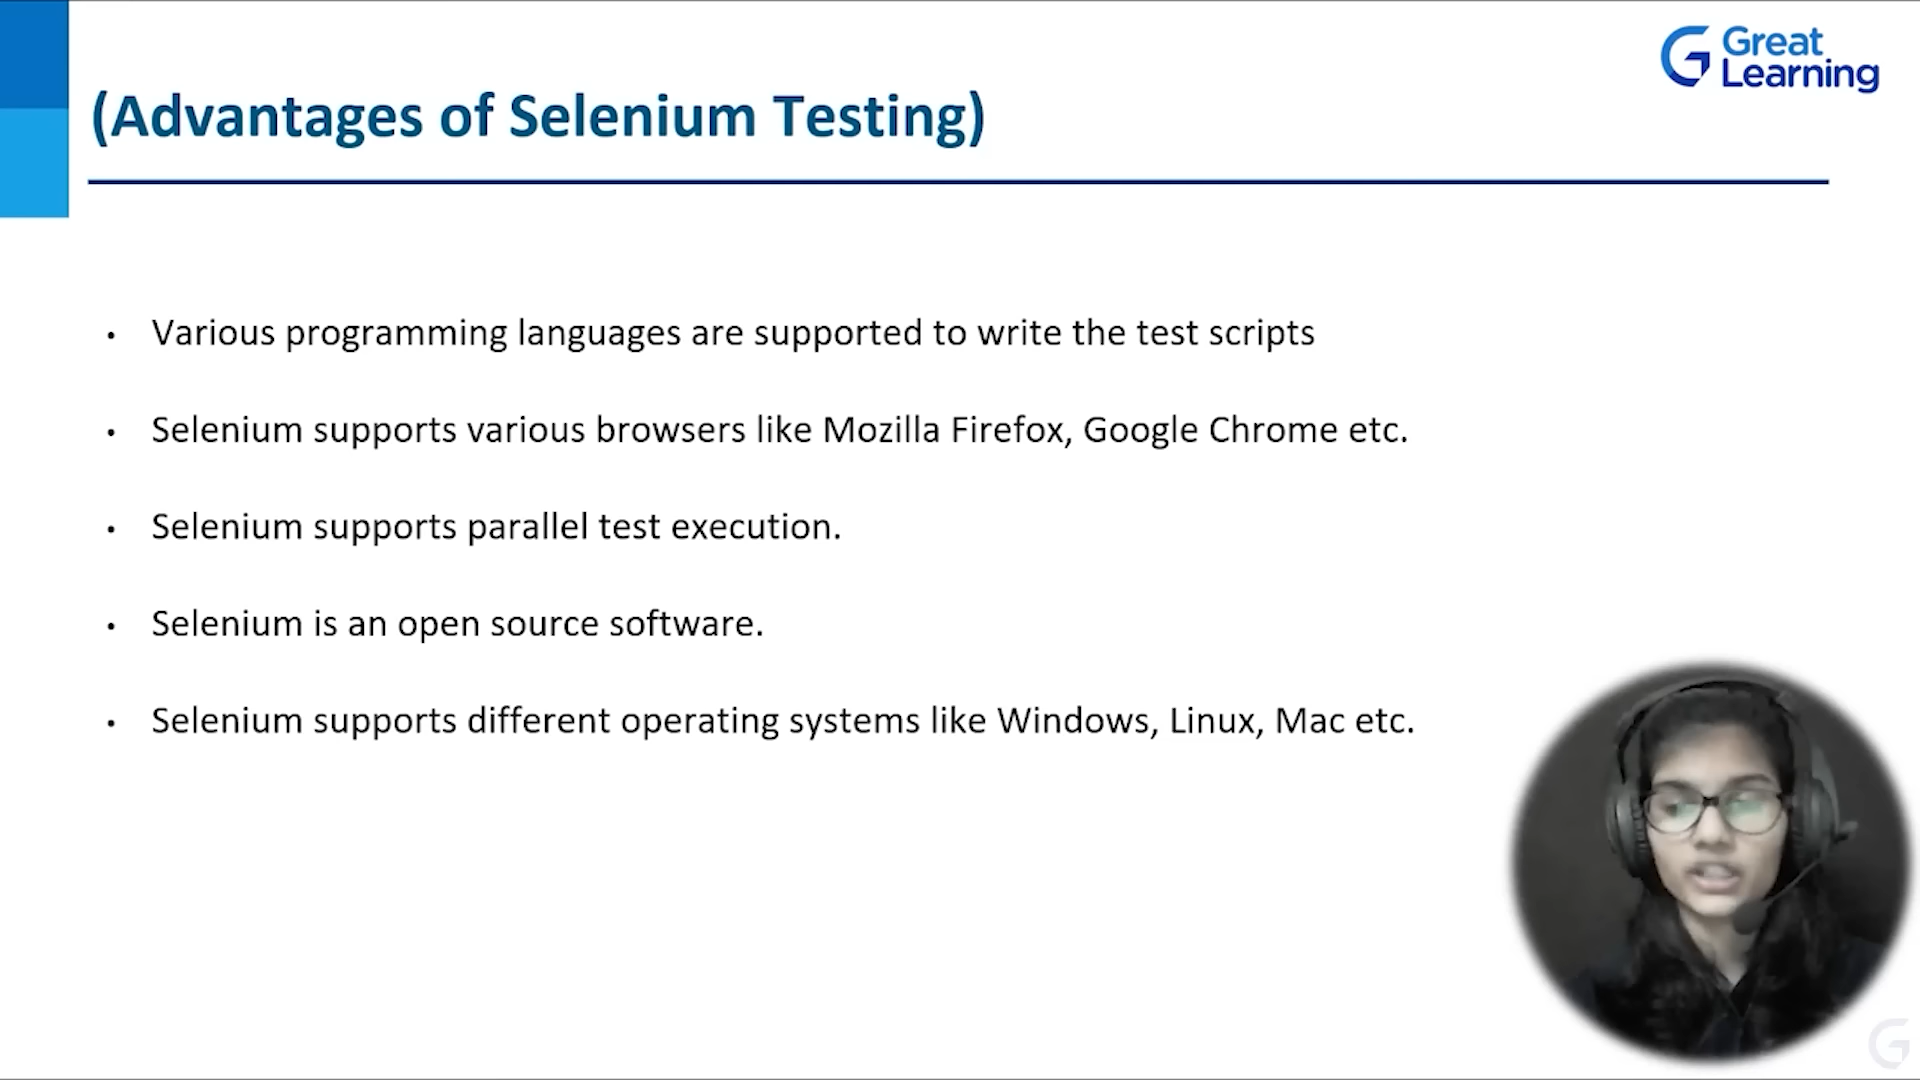 Great
Learning
(Advantages of Selenium Testing)
• Various programming languages are supported to write the test scripts
• Selenium supports various browsers like Mozilla Firefox, Google Chrome etc.
• Selenium supports parallel test execution.
• Selenium is an open source software.
• Selenium supports different operating systems like Windows, Linux, Mac etc.